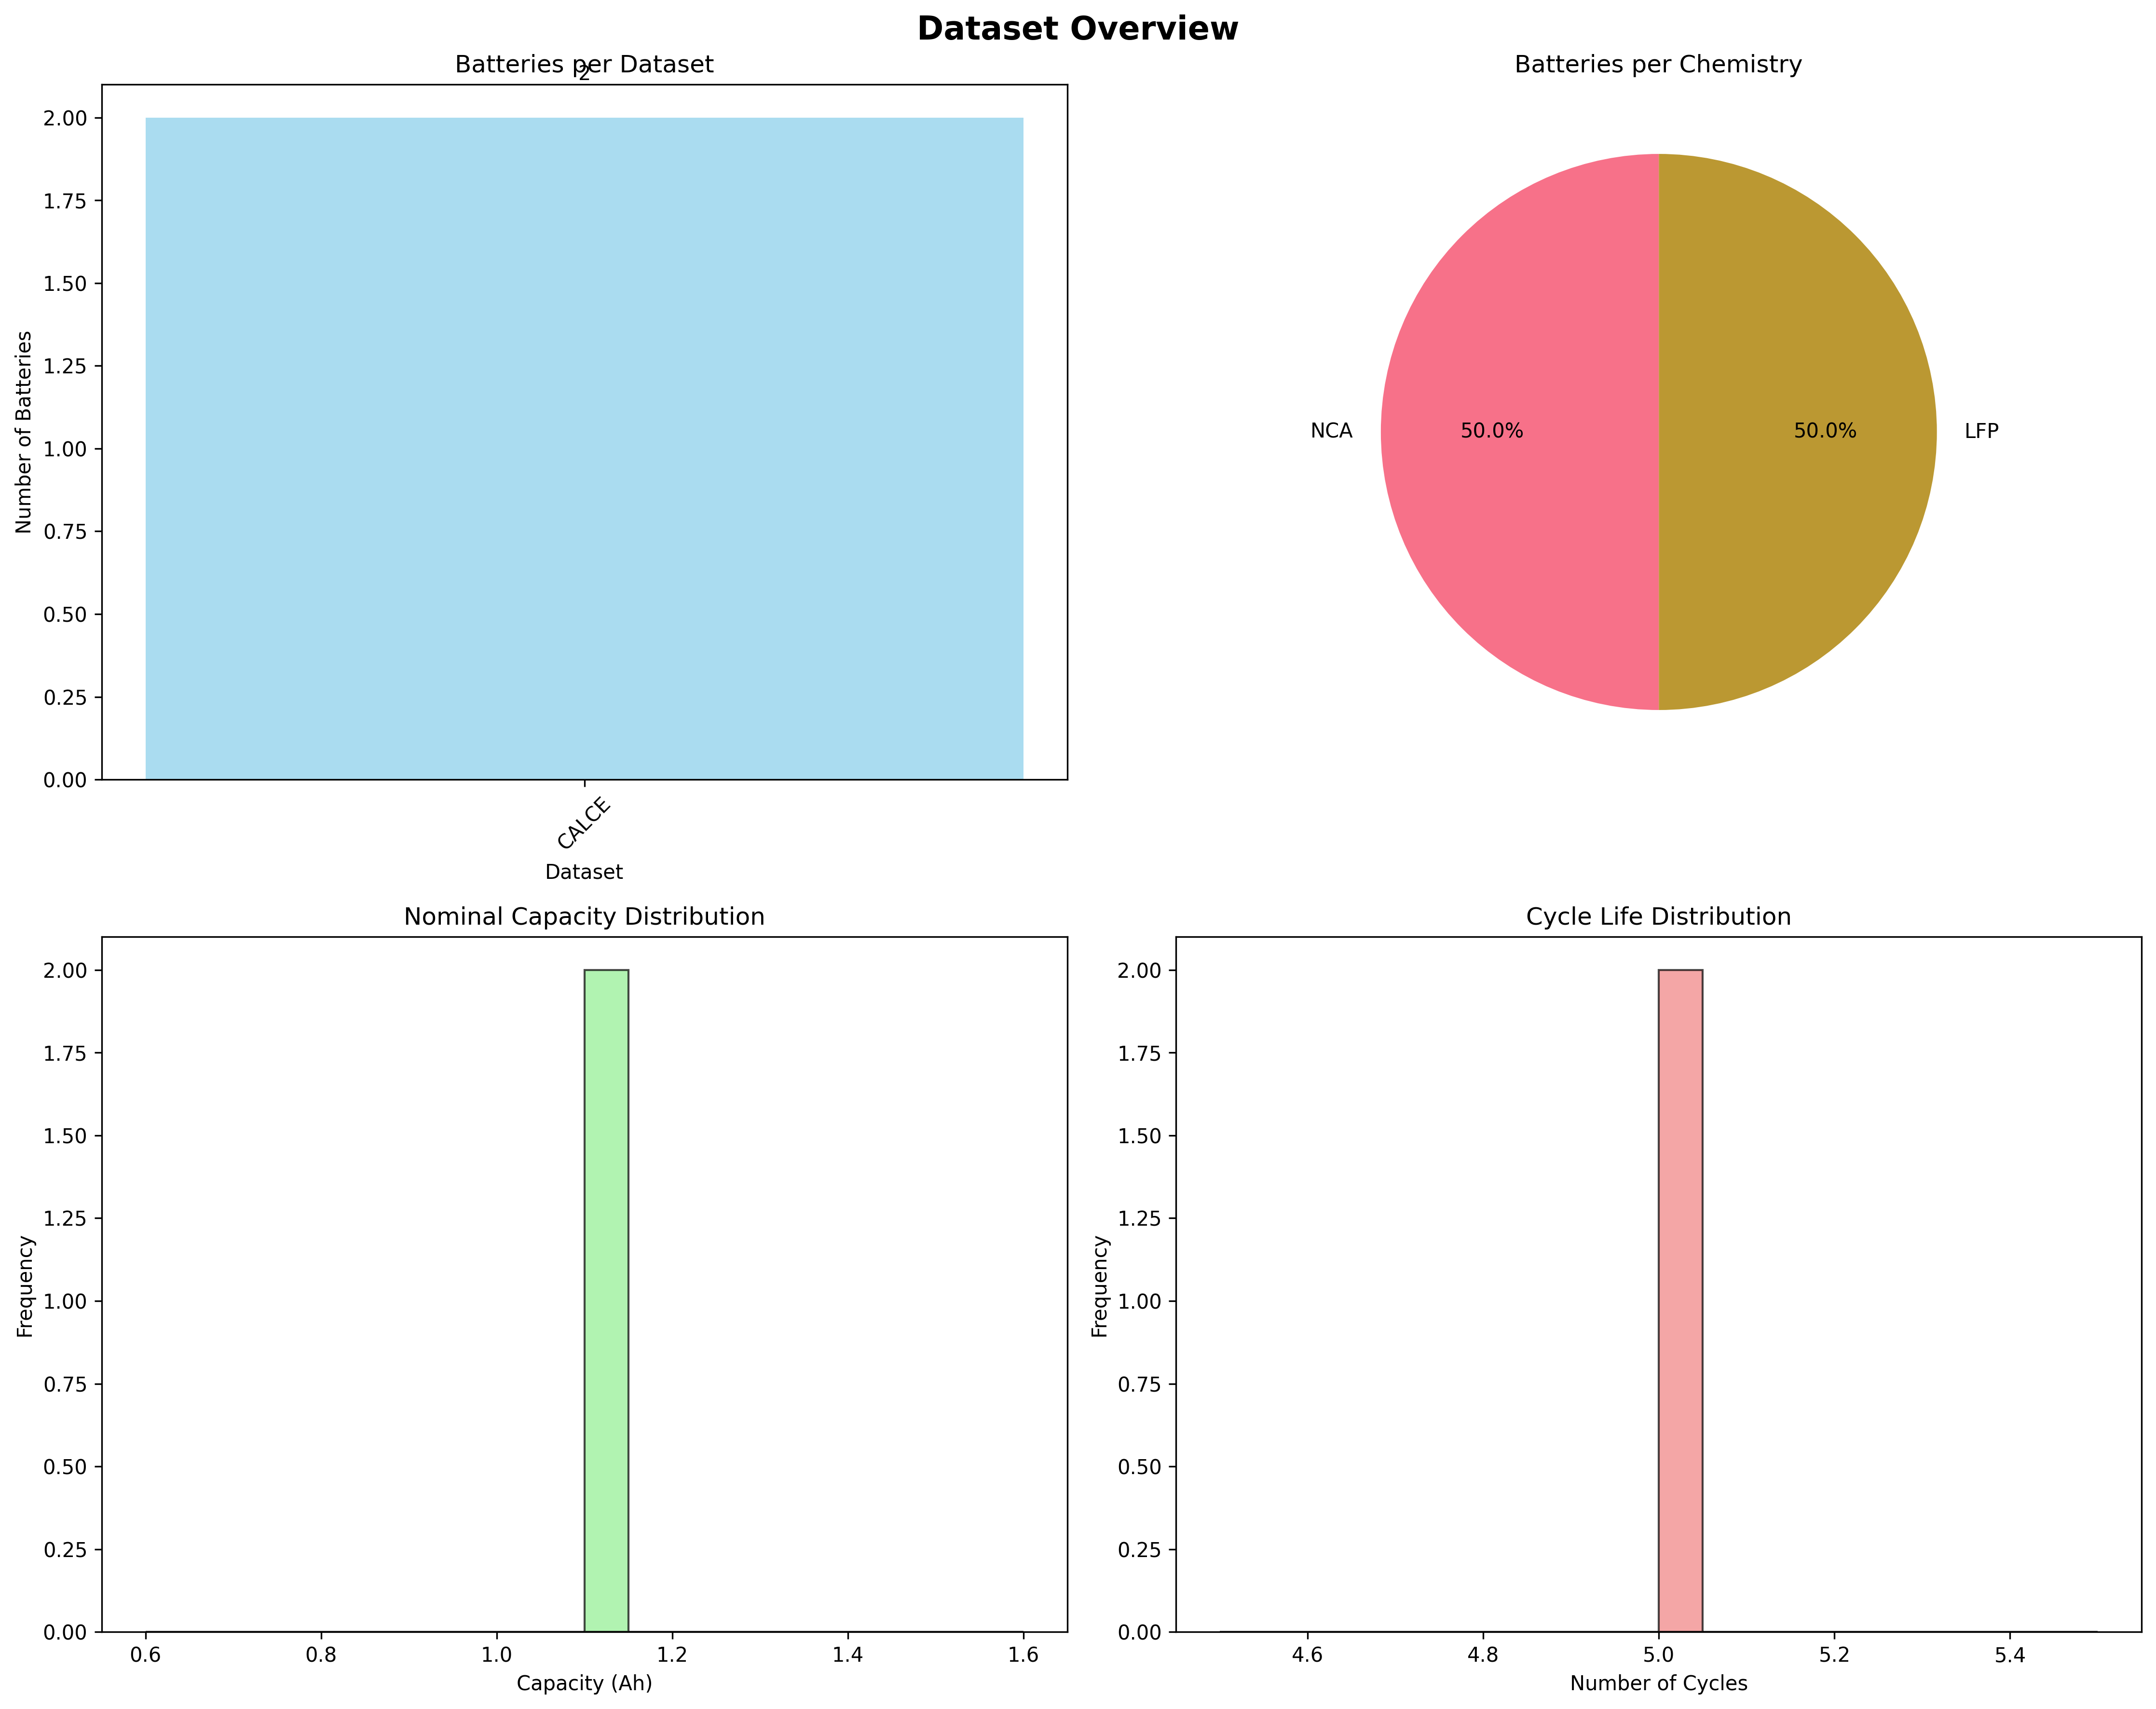 Dataset Overview
Batteries per Dataset
2
2.00
1.75
1.50
1.25
1.00
0.75
0.50
0.25
0.00
Number of Batteries
CALCE
Dataset
Batteries per Chemistry
NCA
50.0%
50.0%
LFP
Nominal Capacity Distribution
2.00
1.75
1.50
1.25
1.00
0.75
0.50
0.25
0.00
Frequency
0.6 0.8 1.0 1.2 1.4 1.6
Capacity (Ah)
Cycle Life Distribution
2.00
1.75
1.50
1.25
1.00
0.75
0.50
0.25
0.00
Frequency
4.6 4.8 5.0 5.2 5.4
Number of Cycles